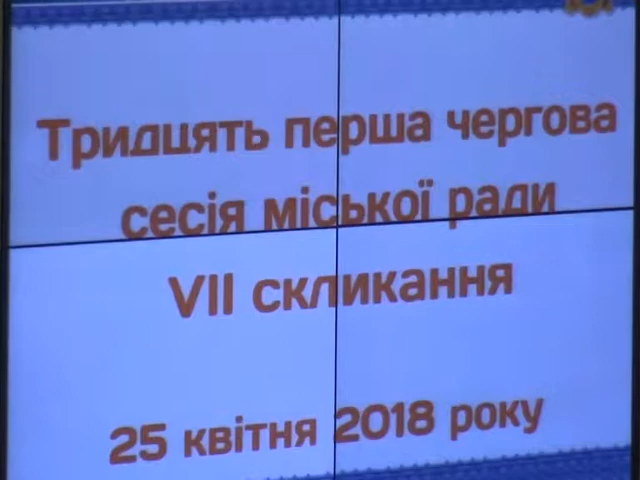 Тридцять перша чергова
сесія міської ради
VII скликання
25 квітня 2018 року